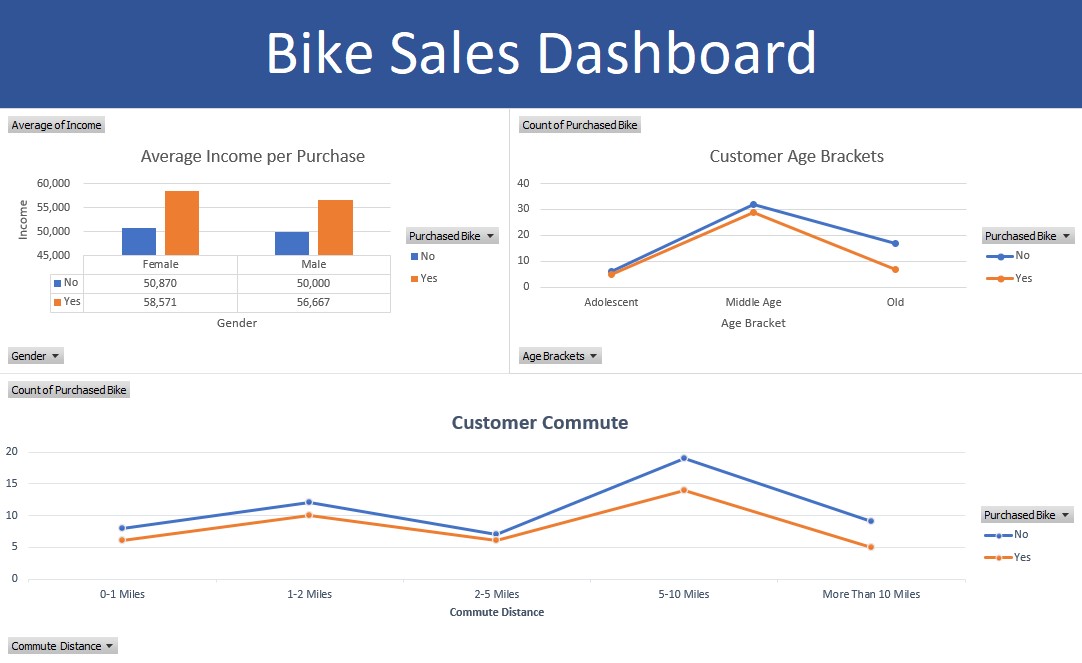 Bike Sales Dashboard
Average of Income
Average Income per Purchase
60,000
55,000
50,000
45,000
Income
Female Male
No 50,870 50,000
Yes 58,571 56,667
Gender
Purchased Bike
No
Yes
Gender
Count of Purchased Bike
Customer Age Brackets
40
30
20
10
0
Adolescent Middle Age Old
Age Bracket
Purchased Bike
No
Yes
Age Brackets
Count of Purchased Bike
Customer Commute
20
15
10
5
0
0-1 Miles 1-2 Miles 2-5 Miles 5-10 Miles More Than 10 Miles
Commute Distance
Purchased Bike
No
Yes
Commute Distance